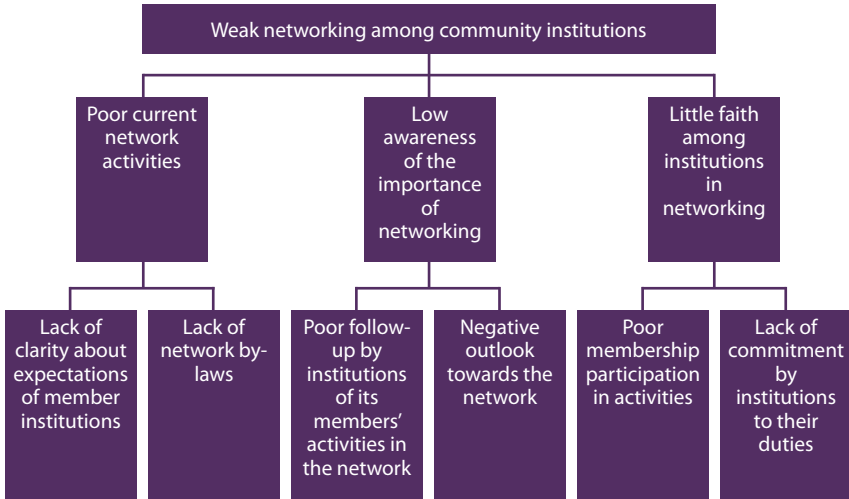 Weak networking among community institutions
Poor current
network
activities
Low
awareness
of the
importance
of
networking
Little faith
among
institutions
in
networking
Lack of
clarity about
expectations
of member
institutions
Lack of
network by-
laws
Poor follow-
up by
institutions
of its
members’
activities in
the network
Negative
outlook
towards the
network
Poor
membership
participation
in activities
Lack of
commitment
by
institutions
to their
duties